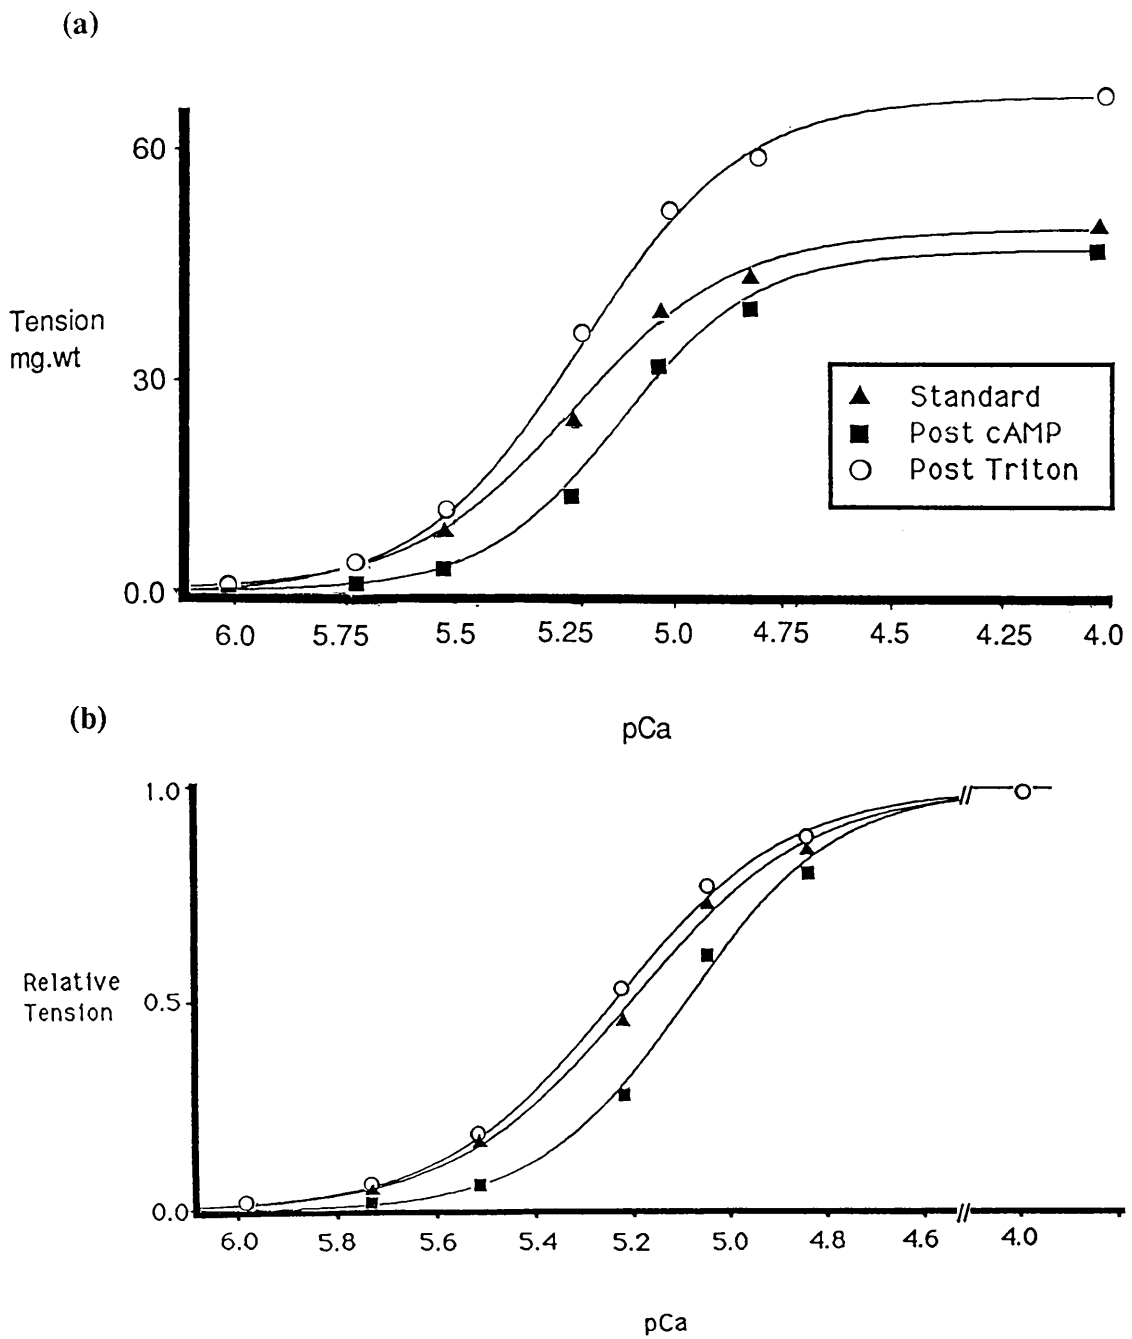 (a)
60
30
0.0
Tension
mg.wt
Standard
Post cAMP
Post Triton
6.0 5.75 5.5 5.25 5.0 4.75 4.5 4.25 4.0
pCa
(b)
1.0
0.5
0.0
Relative
Tension
6.0 5.8 5.6 5.4 5.2 5.0 4.8 4.6 4.0
pCa